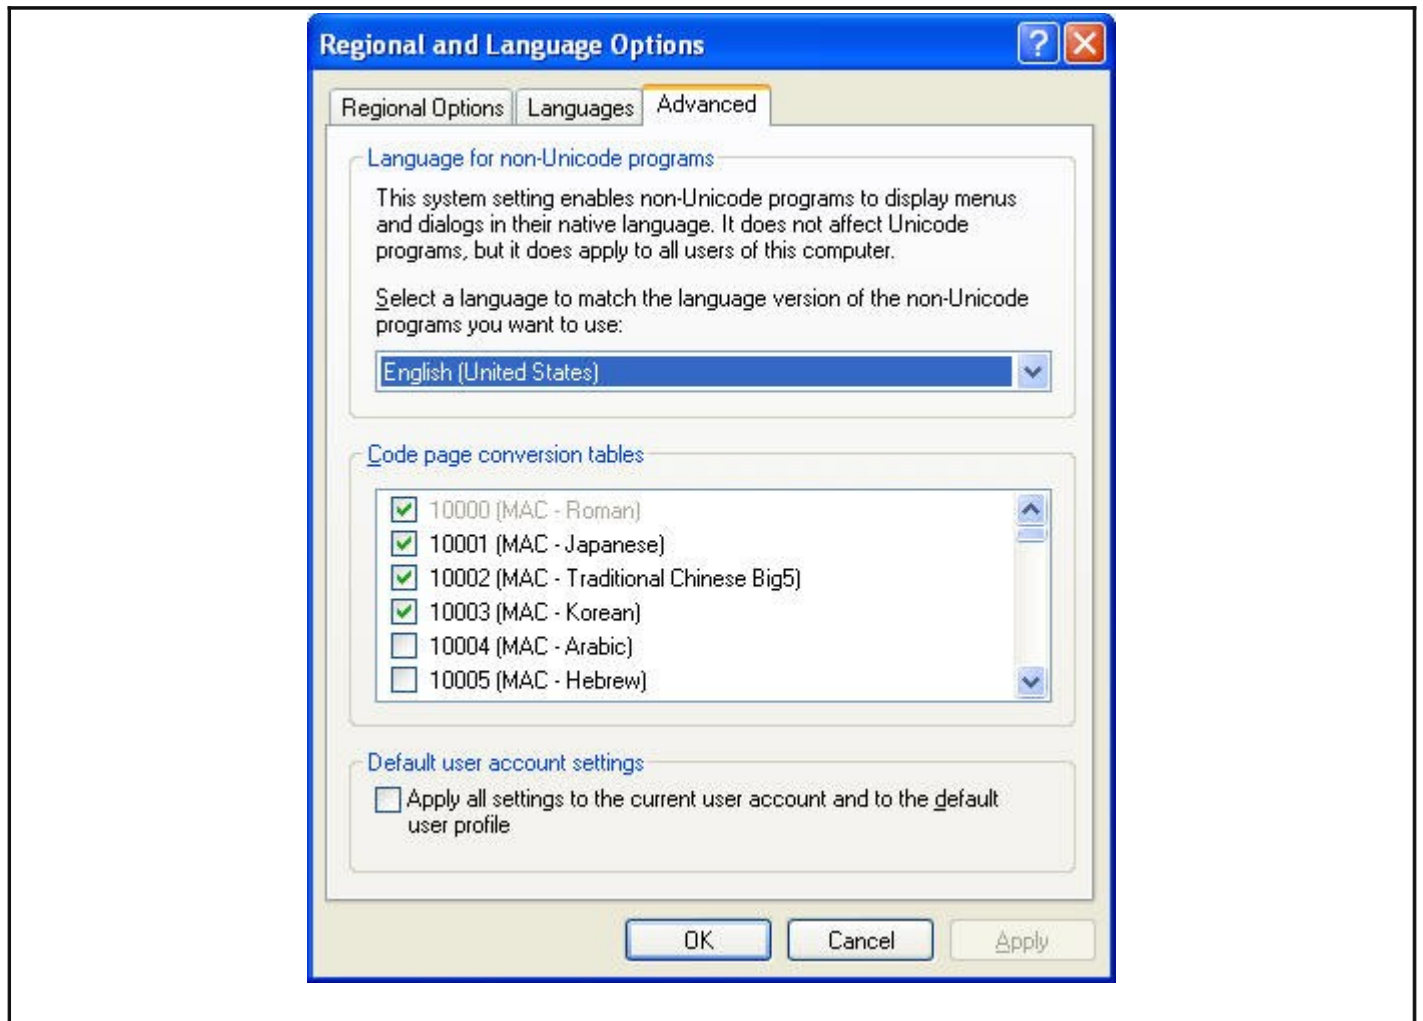 Regional and Language Options
Regional Options Languages Advanced
Language for non-Unicode programs
This system setting enables non-Unicode programs to display menus
and dialogs in their native language. It does not affect Unicode
programs, but it does apply to all users of this computer.
Select a language to match the language version of the non-Unicode
programs you want to use:
English (United States)
Code page conversion tables
10000 (MAC - Roman)
10001 (MAC - Japanese)
10002 (MAC - Traditional Chinese Big5)
10003 (MAC - Korean)
10004 (MAC - Arabic)
10005 (MAC - Hebrew)
Default user account settings
Apply all settings to the current user account and to the default
user profile
OK Cancel Apply